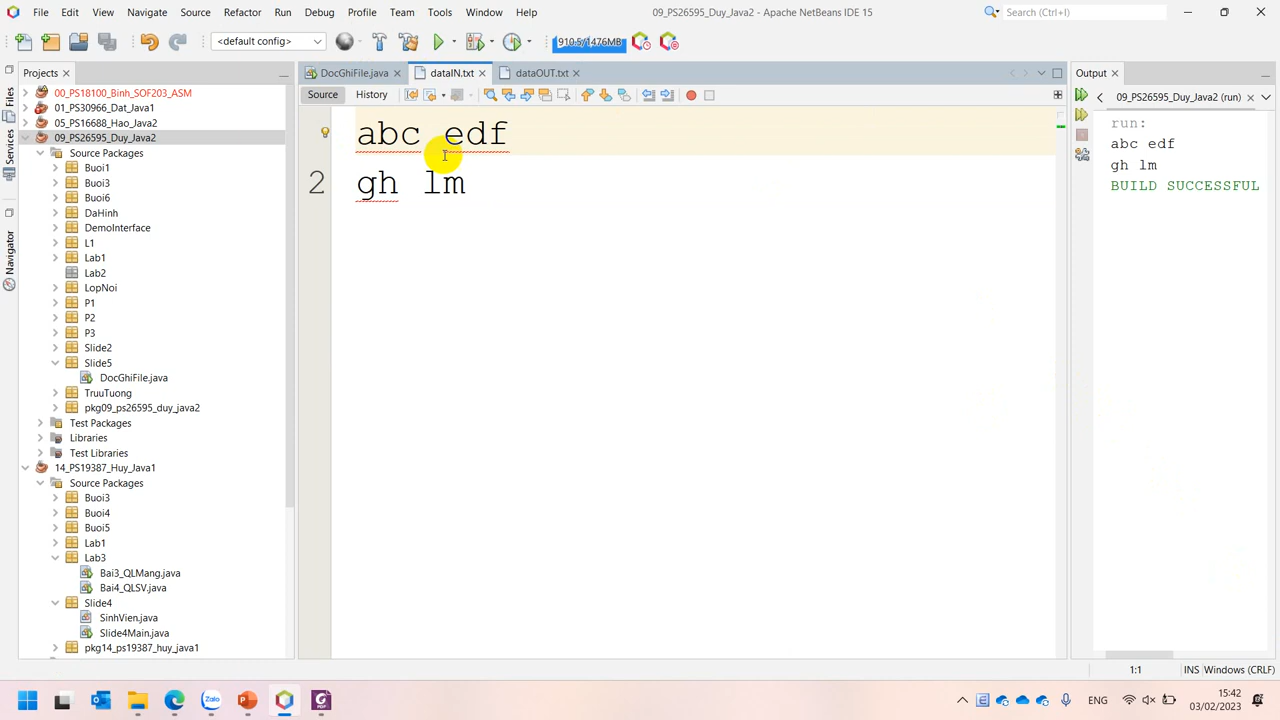 File Edit View Navigate Source Refactor Run Debug Profile Team Tools Window Help
09_PS26595_Duy_Java2 - Apache NetBeans IDE 15
Search (Ctrl+I)
<default config>
910.5/1476MB
Projects
DocGhiFile.java
dataIN.txt
dataOUT.txt
Output
Files
Services
Navigator
00_PS18100_Binh_SOF203_ASM
01_PS30966_Dat_Java1
05_PS16688_Hao_Java2
09_PS26595_Duy_Java2
Source Packages
Buoi1
Buoi3
Buoi6
DaHinh
DemoInterface
L1
Lab1
Lab2
LopNoi
P1
P2
P3
Slide2
Slide5
DocGhiFile.java
TruuTuong
pkg09_ps26595_duy_java2
Test Packages
Libraries
Test Libraries
14_PS19387_Huy_Java1
Source Packages
Buoi3
Buoi4
Buoi5
Lab1
Lab3
Bai3_QLMang.java
Bai4_QLSV.java
Slide4
SinhVien.java
Slide4Main.java
pkg14_ps19387_huy_java1
Source History
abc edf
2 gh lm
09_PS26595_Duy_Java2 (run)
run:
abc edf
gh lm
BUILD SUCCESSFUL
1:1 INS Windows (CRLF)
Zalo
PDF
ENG
15:42
03/02/2023